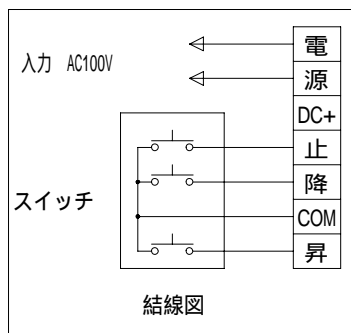 入力 AC100V
電
源
DC+
止
降
COM
昇
スイッチ
結線図